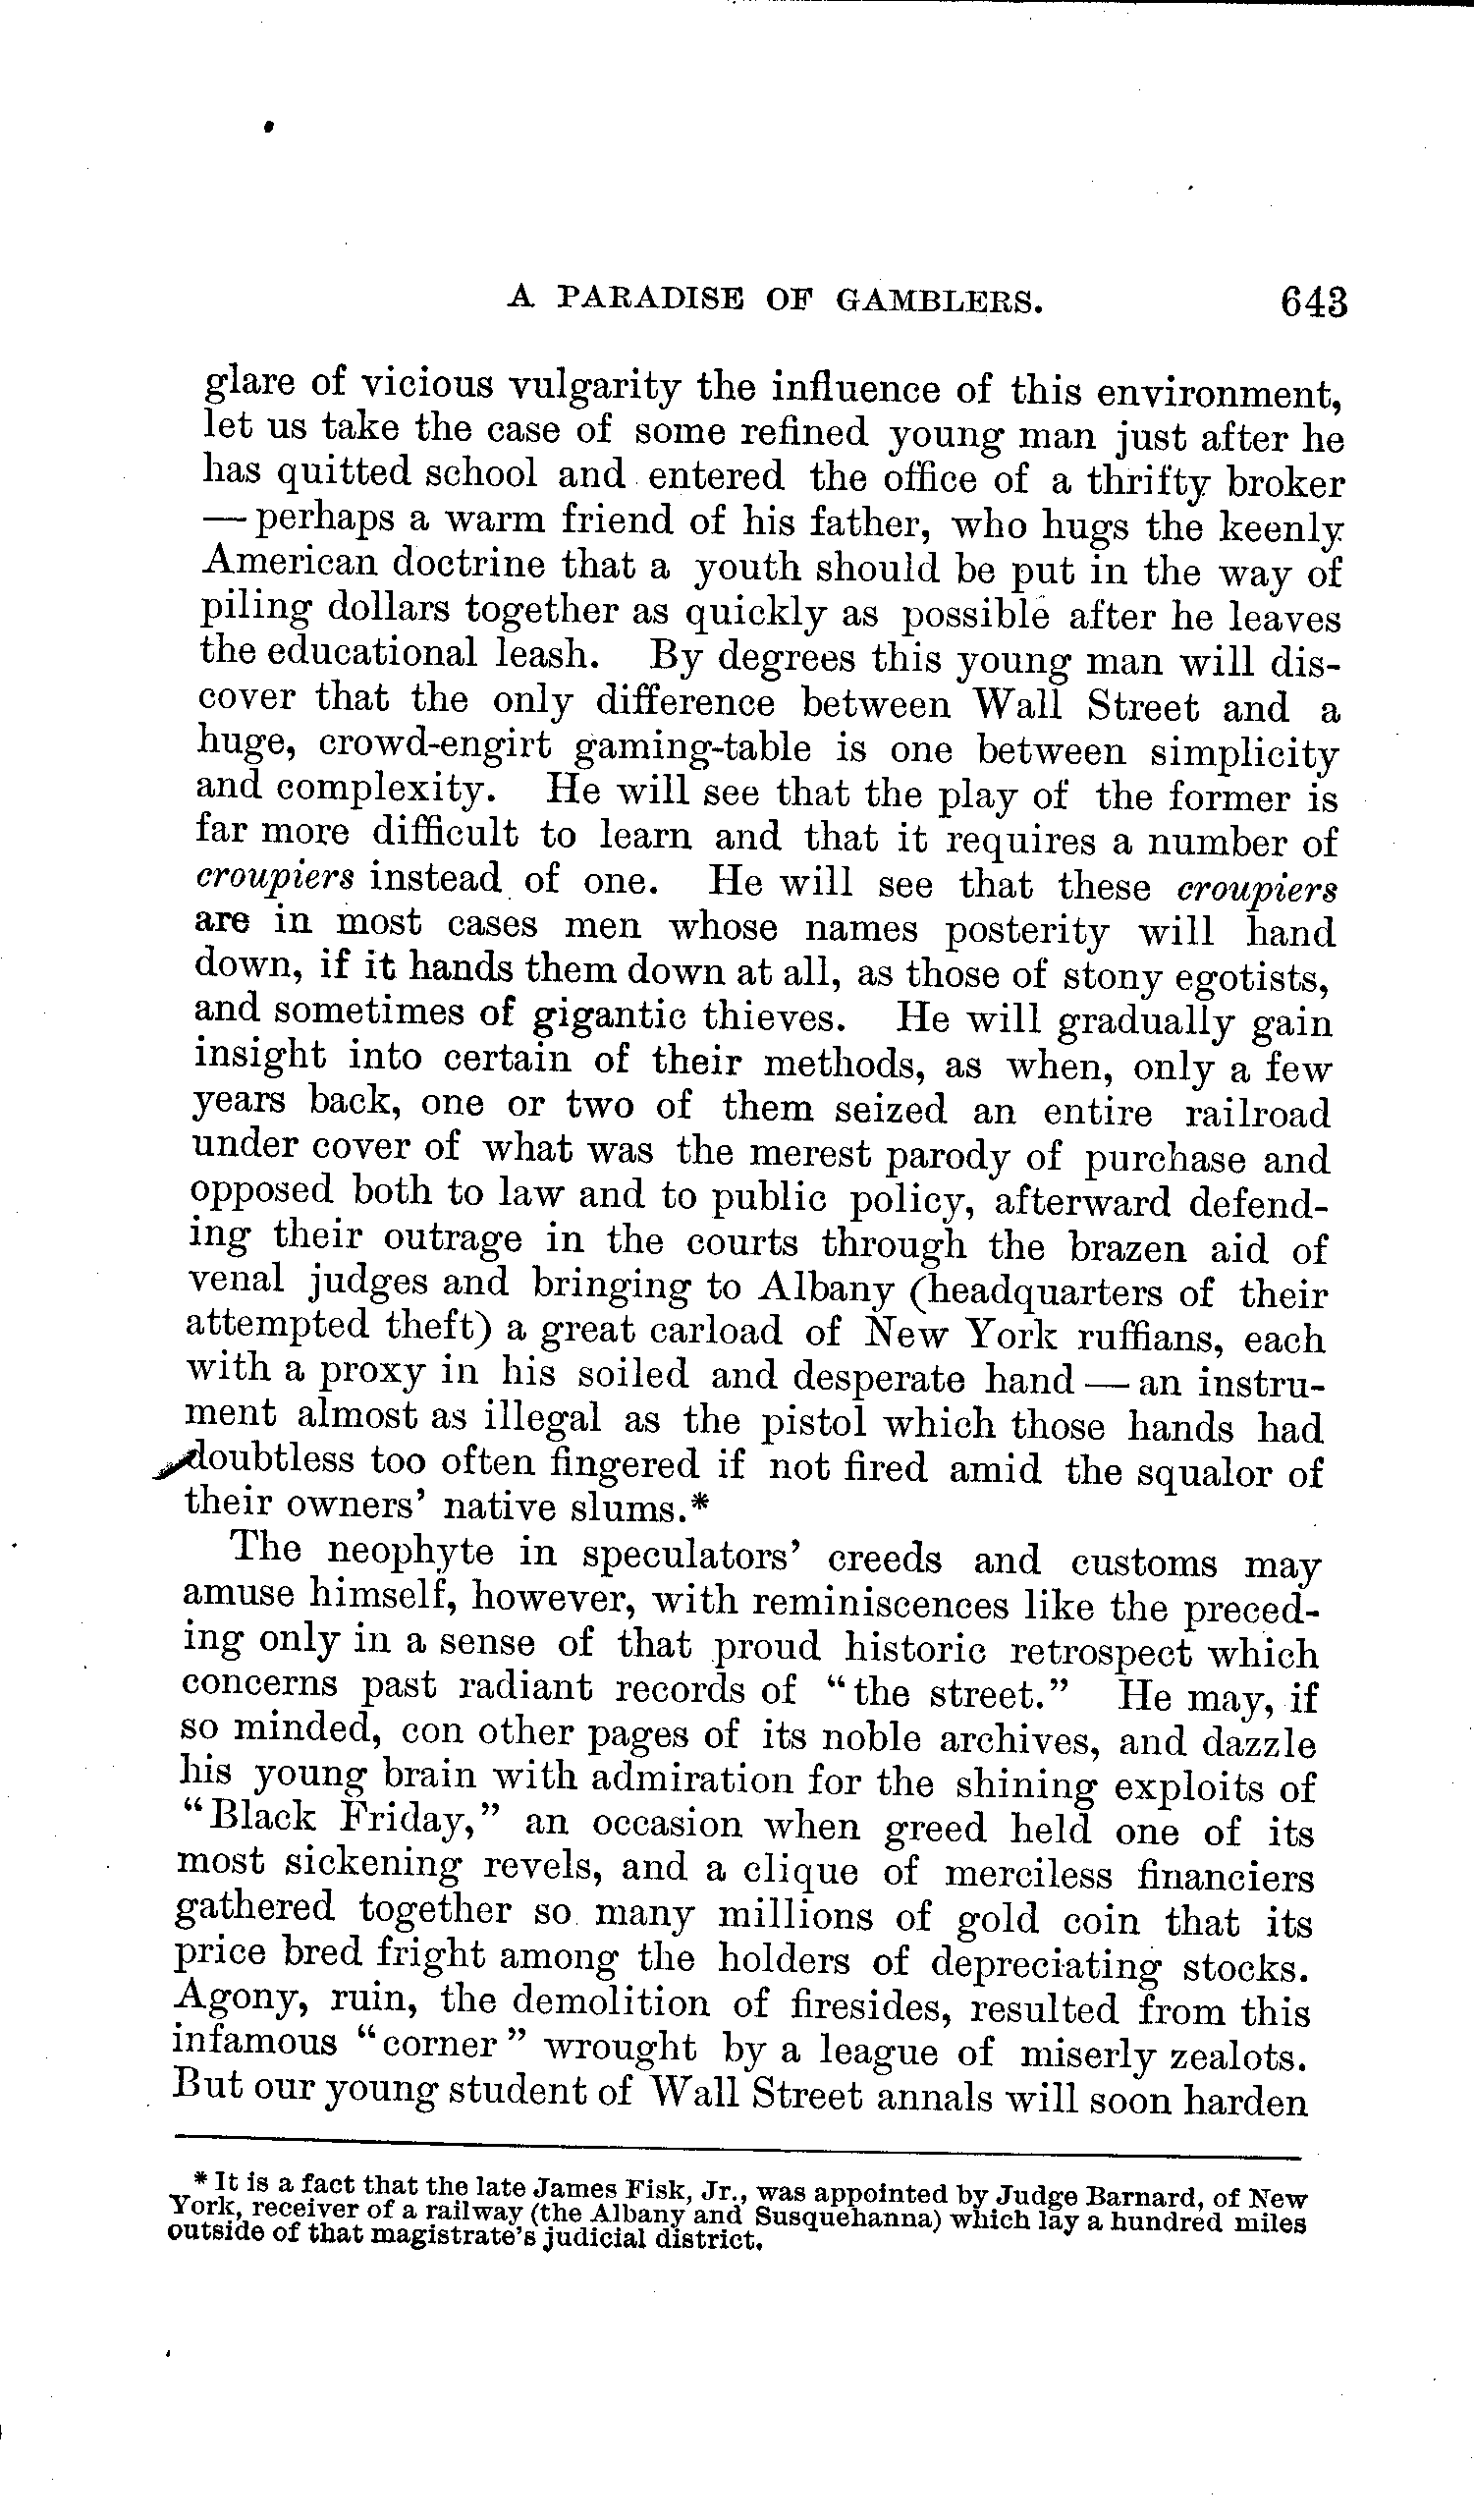 A PARADISE OF GAMBLERS. 643
glare of vicious vulgarity the influence of this environment,
let us take the case of some refined young man just after he
has quitted school and entered the office of a thrifty broker
— perhaps a warm friend of his father, who hugs the keenly
American doctrine that a youth should be put in the way of
piling dollars together as quickly as possible after he leaves
the educational leash. By degrees this young man will dis-
cover that the only difference between Wall Street and a
huge, crowd-engirt gaming-table is one between simplicity
and complexity. He will see that the play of the former is
far more difficult to learn and that it requires a number of
croupiers instead of one. He will see that these croupiers
are in most cases men whose names posterity will hand
down, if it hands them down at all, as those of stony egotists,
and sometimes of gigantic thieves. He will gradually gain
insight into certain of their methods, as when, only a few
years back, one or two of them seized an entire railroad
under cover of what was the merest parody of purchase and
opposed both to law and to public policy, afterward defend-
ing their outrage in the courts through the brazen aid of
venal judges and bringing to Albany (headquarters of their
attempted theft) a great carload of New York ruffians, each
with a proxy in his soiled and desperate hand — an instru-
ment almost as illegal as the pistol which those hands had
doubtless too often fingered if not fired amid the squalor of
their owners' native slums.*
The neophyte in speculators' creeds and customs may
amuse himself, however, with reminiscences like the preced-
ing only in a sense of that proud historic retrospect which
concerns past radiant records of "the street." He may, if
so minded, con other pages of its noble archives, and dazzle
his young brain with admiration for the shining exploits of
"Black Friday," an occasion when greed held one of its
most sickening revels, and a clique of merciless financiers
gathered together so many millions of gold coin that its
price bred fright among the holders of depreciating stocks.
Agony, ruin, the demolition of firesides, resulted from this
infamous "corner" wrought by a league of miserly zealots.
But our young student of Wall Street annals will soon harden
* It is a fact that the late James Fisk, Jr., was appointed by Judge Barnard, of New
York, receiver of a railway (the Albany and Susquehanna) which lay a hundred miles
outside of that magistrate's judicial district.